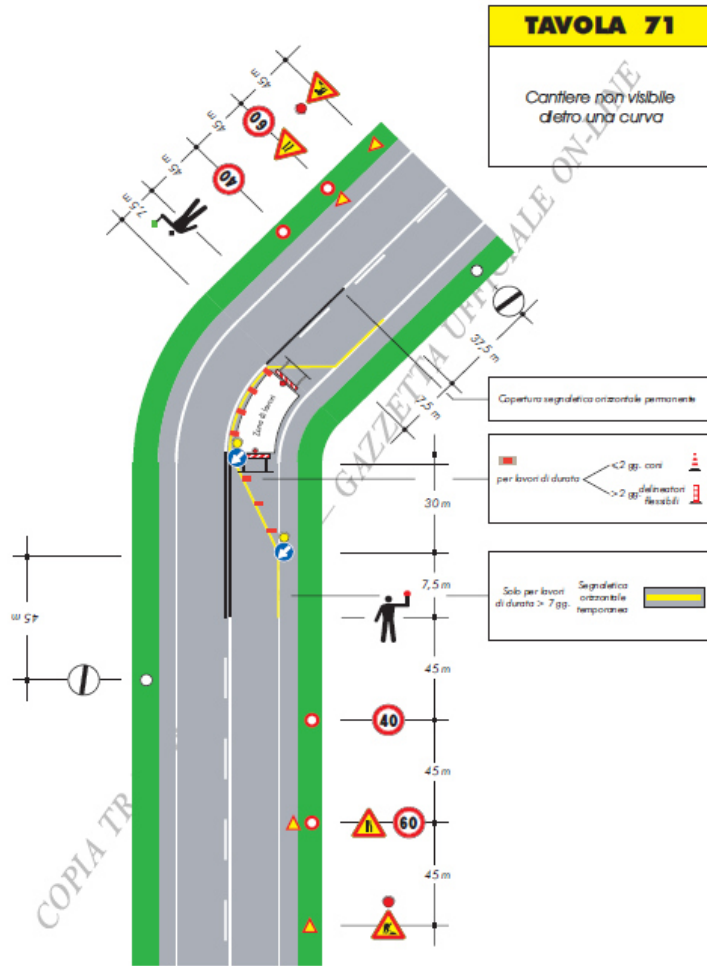 TAVOLA 71
Cantiere non visibile
dietro una curva
45 m
45 m
60
45 m
40
45 m
7,5 m
37,5 m
7,5 m
Copertura segnaletica orizzontale permanente
Zona di lavori
per lavori di durata
⩽2 gg. coni
>2 gg. delineatori
flessibili
30 m
7,5 m
Solo per lavori
di durata > 7 gg.
Segnaletica
orizzontale
temporanea
45 m
45 m
40
45 m
60
45 m
COPIA TR
GAZZETTA UFFICIALE ON-LINE